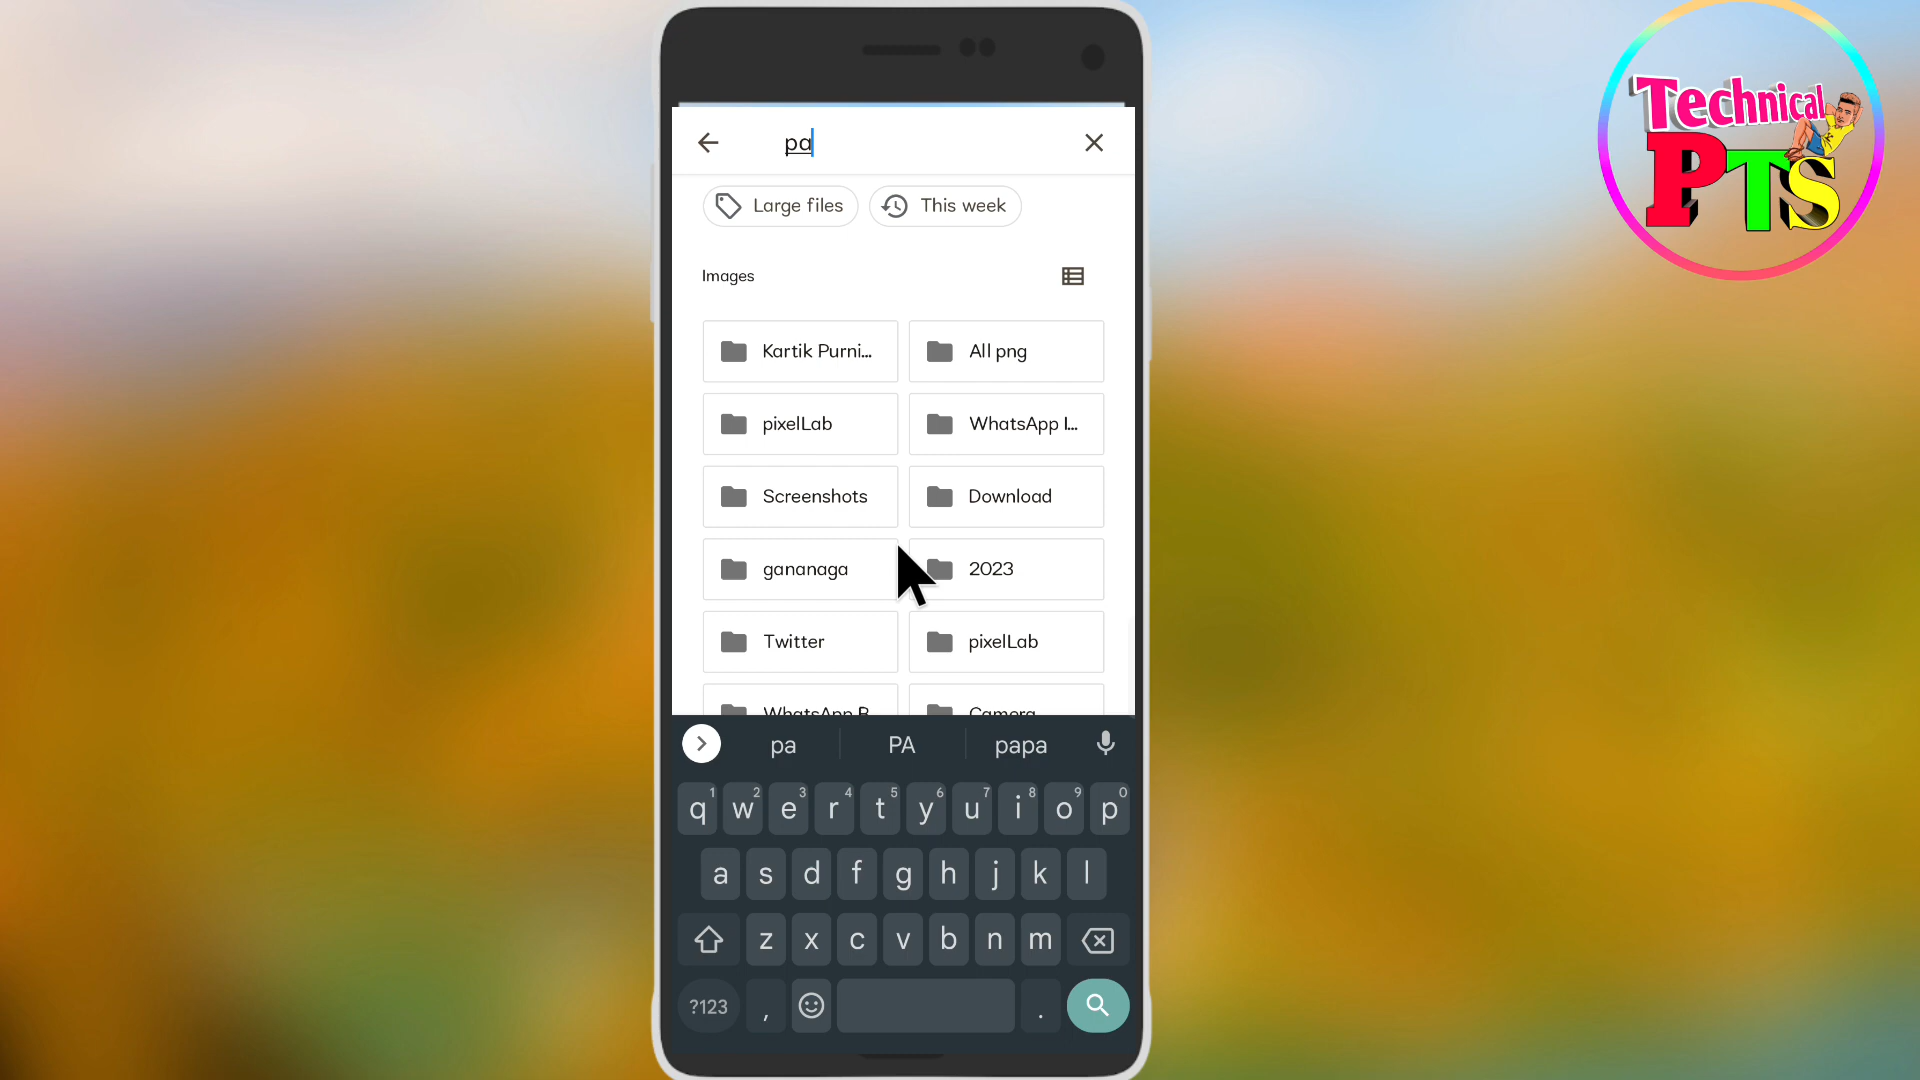 pa
Large files
This week
Images
Kartik Purni...
All png
pixelLab
WhatsApp I...
Screenshots
Download
gananaga
2023
Twitter
pixelLab
WhatsApp B
Camera
pa
PA
papa
q1 w2 e3 r4 t5 y6 u7 i8 o9 p0
a s d f g h j k l
z x c v b n m
?123 , .
Technical
PTS